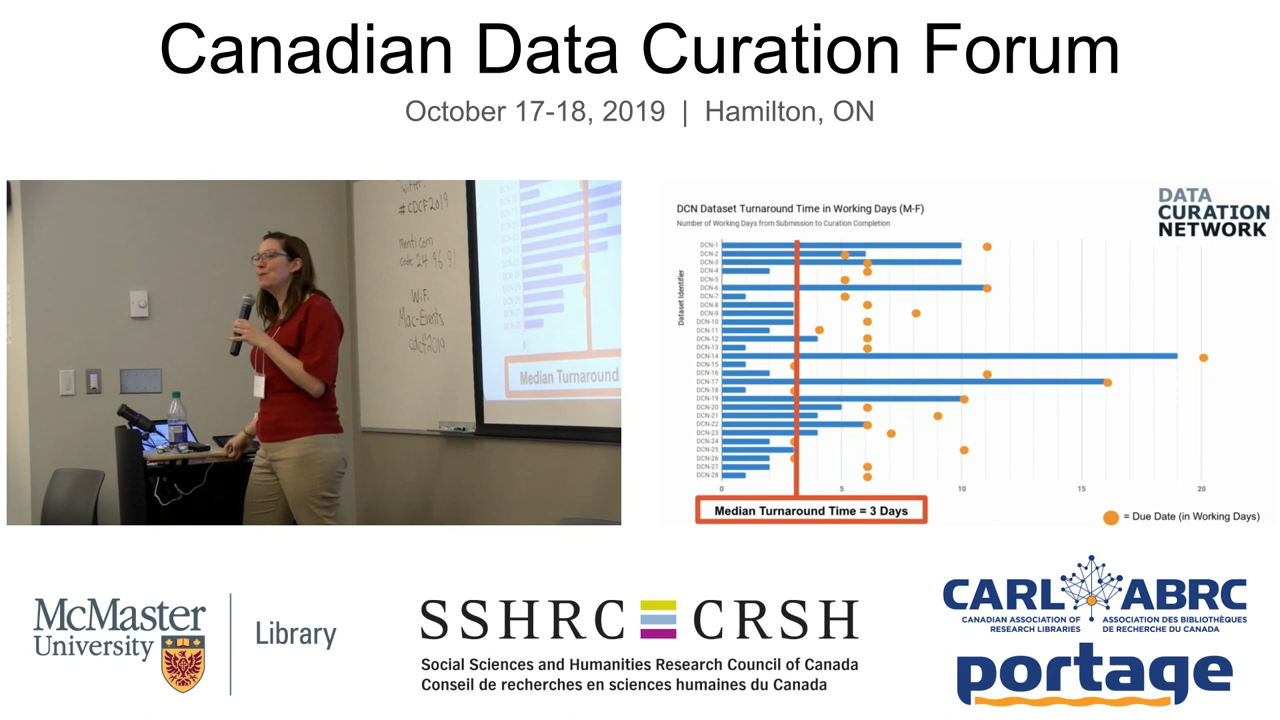 Canadian Data Curation Forum
October 17-18, 2019 | Hamilton, ON
#CDCF2019
menti.com
Code 24 96 91
WiFi:
Mac-Events
cdcf2019
Median Turnaround
DATA
CURATION
NETWORK
DCN Dataset Turnaround Time in Working Days (M-F)
Number of Working Days from Submission to Curation Completion
Dataset Identifier
DCN-1
DCN-2
DCN-3
DCN-4
DCN-5
DCN-6
DCN-7
DCN-8
DCN-9
DCN-10
DCN-11
DCN-12
DCN-13
DCN-14
DCN-15
DCN-16
DCN-17
DCN-18
DCN-19
DCN-20
DCN-21
DCN-22
DCN-23
DCN-24
DCN-25
DCN-26
DCN-27
DCN-28
0 5 10 15 20
Median Turnaround Time = 3 Days
= Due Date (in Working Days)
McMaster
University
Library
SSHRC CRSH
Social Sciences and Humanities Research Council of Canada
Conseil de recherches en sciences humaines du Canada
CARL ABRC
CANADIAN ASSOCIATION OF
RESEARCH LIBRARIES
ASSOCIATION DES BIBLIOTHÈQUES
DE RECHERCHE DU CANADA
portage